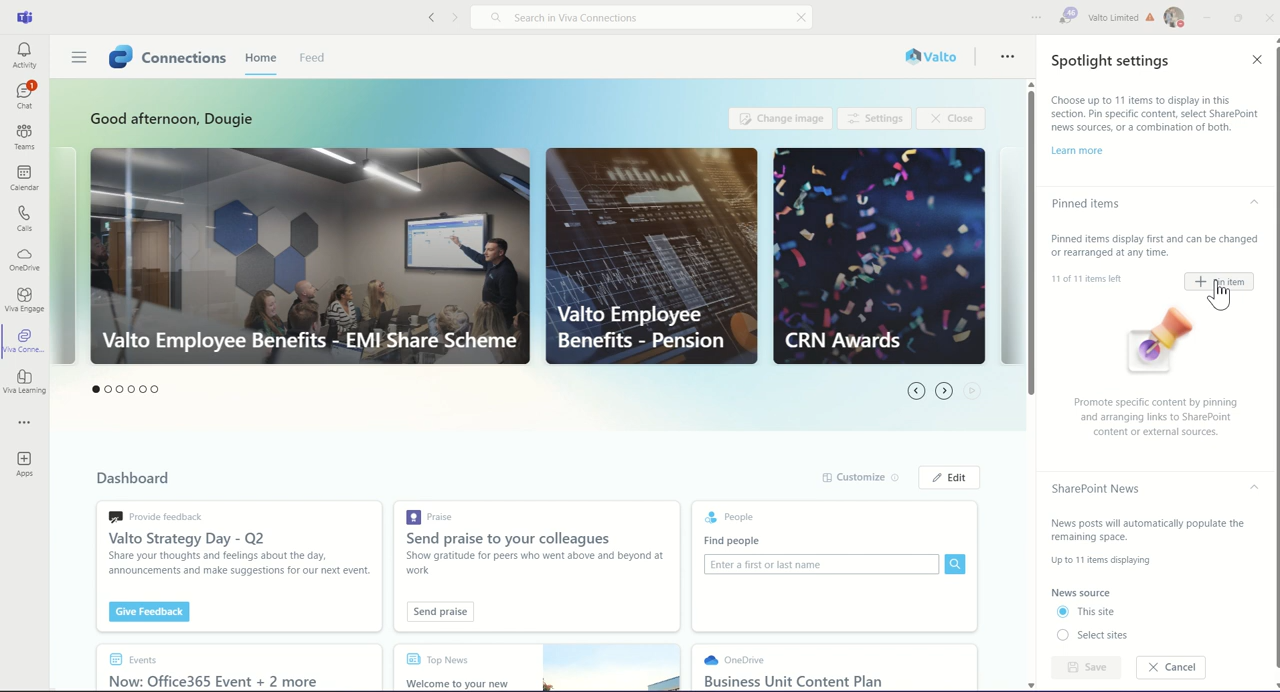 Search in Viva Connections
46
Valto Limited
Activity
1
Chat
Teams
Calendar
Calls
OneDrive
Viva Engage
Viva Conne...
Viva Learning
Apps
Connections
Home
Feed
Valto
Good afternoon, Dougie
Change image
Settings
Close
Valto Employee Benefits - EMI Share Scheme
Valto Employee
Benefits - Pension
CRN Awards
Dashboard
Customize
Edit
Provide feedback
Valto Strategy Day - Q2
Share your thoughts and feelings about the day,
announcements and make suggestions for our next event.
Give Feedback
Praise
Send praise to your colleagues
Show gratitude for peers who went above and beyond at
work
Send praise
People
Find people
Enter a first or last name
Events
Now: Office365 Event + 2 more
Top News
Welcome to your new
OneDrive
Business Unit Content Plan
Spotlight settings
Choose up to 11 items to display in this
section. Pin specific content, select SharePoint
news sources, or a combination of both.
Learn more
Pinned items
Pinned items display first and can be changed
or rearranged at any time.
11 of 11 items left
item
Promote specific content by pinning
and arranging links to SharePoint
content or external sources.
SharePoint News
News posts will automatically populate the
remaining space.
Up to 11 items displaying
News source
This site
Select sites
Save
Cancel